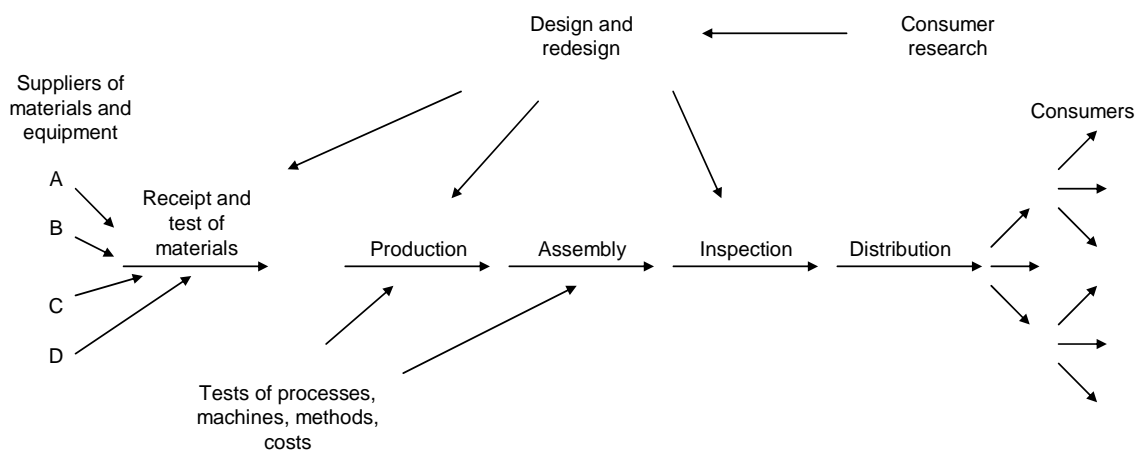 Design and
redesign
Consumer
research
Suppliers of
materials and
equipment
Consumers
A
B
C
D
Receipt and
test of
materials
Production
Assembly
Inspection
Distribution
Tests of processes,
machines, methods,
costs